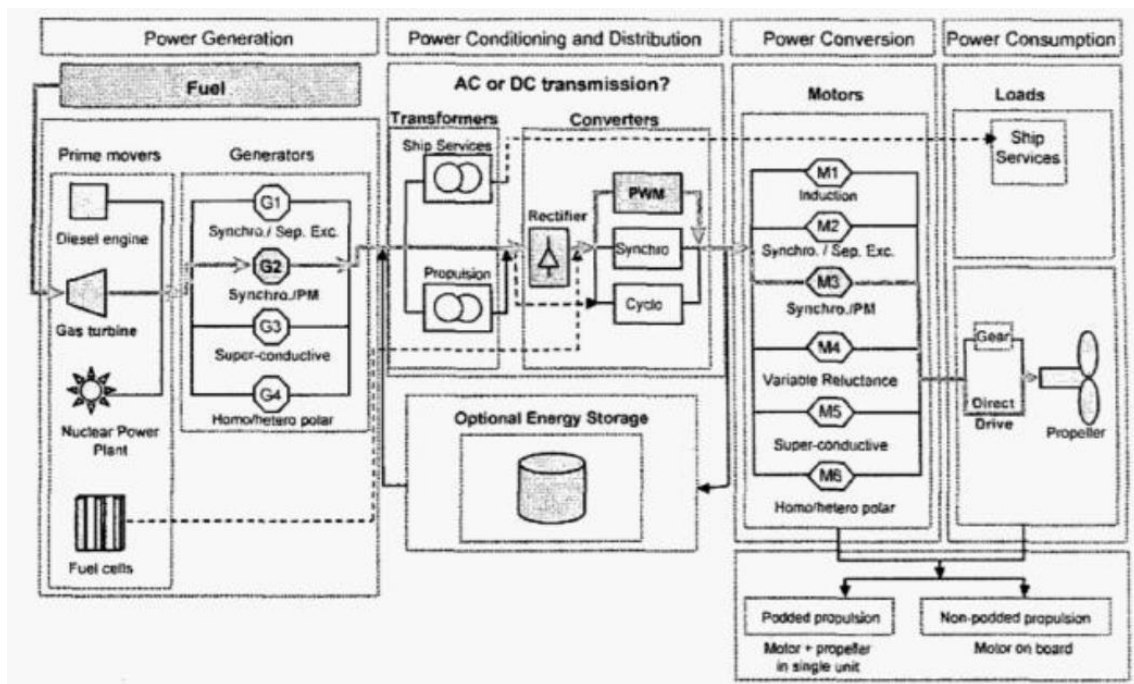 Power Generation
Power Conditioning and Distribution
Power Conversion
Power Consumption
Fuel
AC or DC transmission?
Motors
Loads
Transformers
Converters
Ship Services
Ship
Services
Prime movers
Generators
G1
Synchro./ Sep. Exc.
Diesel engine
G2
Synchro./PM
Gas turbine
G3
Super-conductive
G4
Homo/hetero polar
Nuclear Power
Plant
Fuel cells
Propulsion
Rectifier
PWM
Synchro
Cyclo
M1
Induction
M2
Synchro. / Sep. Exc.
M3
Synchro./PM
M4
Variable Reluctance
M5
Super-conductive
M6
Homo/hetero polar
Gear
Direct
Drive
Propeller
Optional Energy Storage
Podded propulsion
Non-podded propulsion
Motor + propeller
in single unit
Motor on board